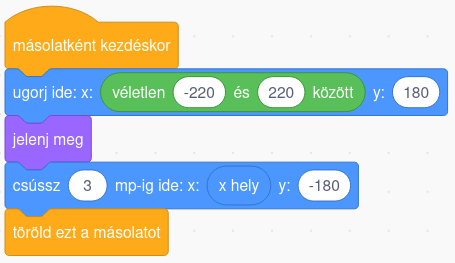 másolatként kezdéskor
ugorj ide: x: véletlen -220 és 220 között y: 180
jelenj meg
csússz 3 mp-ig ide: x: x hely y: -180
töröld ezt a másolatot